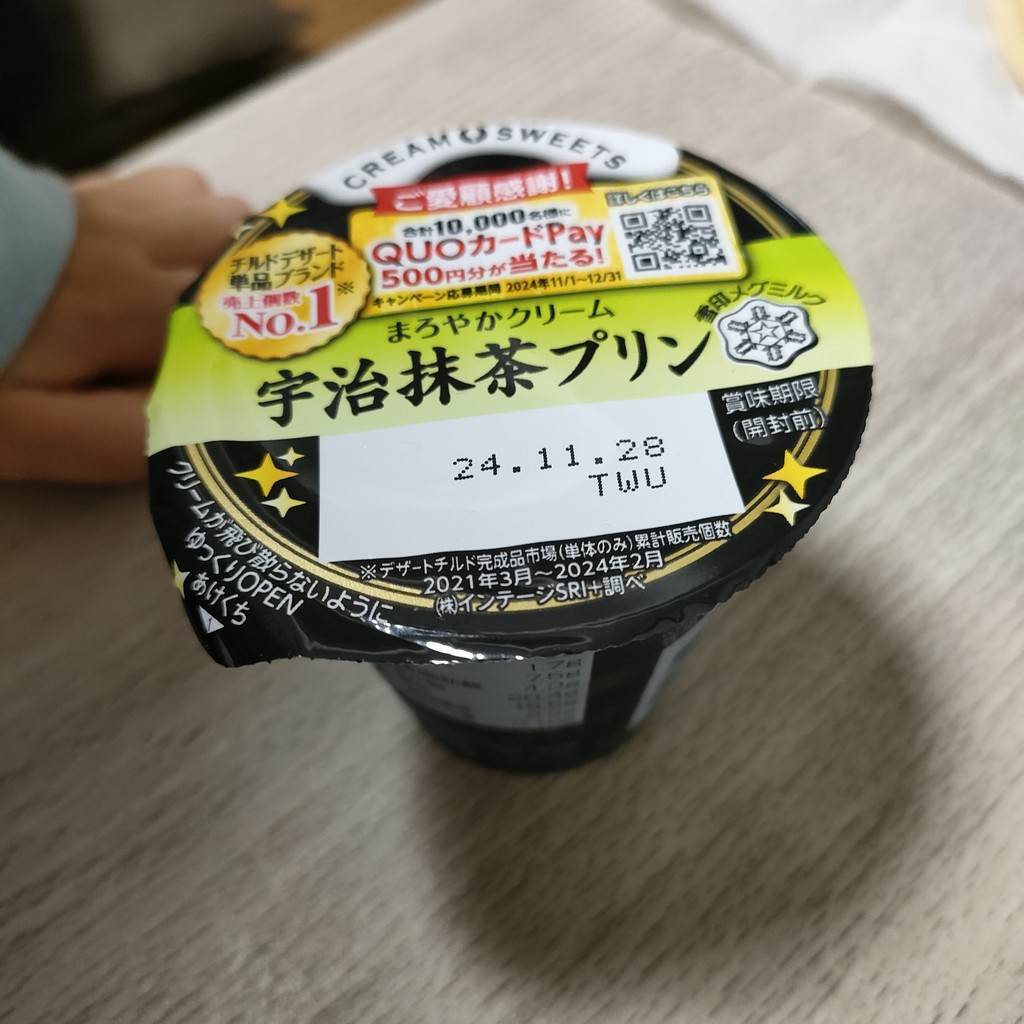 CREAM SWEETS
ご愛顧感謝!
合計10,000名様に
QUOカードPay
500円分が当たる!
キャンペーン応募期間 2024年11/1~12/31
詳しくはこちら
チルドデザート
単品ブランド
売上個数※
No.1
雪印メグミルク
まろやかクリーム
宇治抹茶プリン
賞味期限
(開封前)
24.11.28
TWU
※デザートチルド完成品市場(単体のみ)累計販売個数
2021年3月~2024年2月
(株)インテージSRI+調べ
クリームが飛び散らないように
ゆっくりOPEN
あけくち